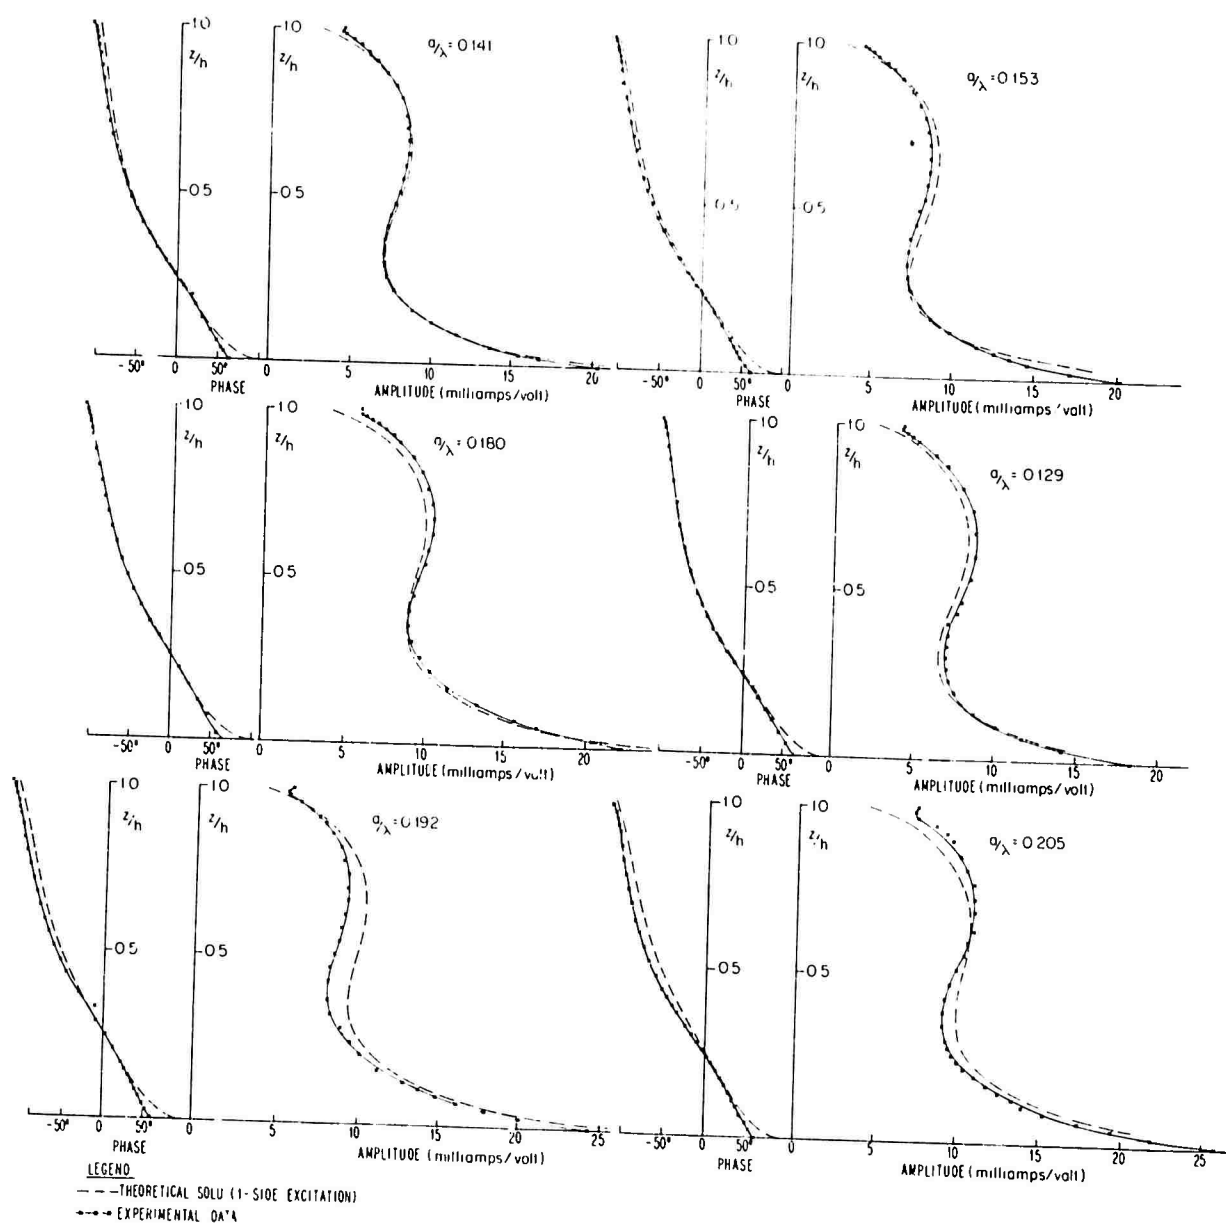 1.0
1.0
z/h
z/h
a/λ = 0.141
0.5
0.5
-50° 0 50° 0 5 10 15 20
PHASE
AMPLITUDE (milliamps/volt)
1.0
1.0
z/h
z/h
a/λ = 0.153
0.5
0.5
-50° 0 50° 0 5 10 15 20
PHASE
AMPLITUDE (milliamps/volt)
1.0
1.0
z/h
z/h
a/λ = 0.180
0.5
0.5
-50° 0 50° 0 5 10 15 20
PHASE
AMPLITUDE (milliamps/volt)
1.0
1.0
z/h
z/h
a/λ = 0.129
0.5
0.5
-50° 0 50° 0 5 10 15 20
PHASE
AMPLITUDE (milliamps/volt)
1.0
1.0
z/h
z/h
a/λ = 0.192
0.5
0.5
-50° 0 50° 0 5 10 15 20 25
PHASE
AMPLITUDE (milliamps/volt)
1.0
1.0
z/h
z/h
a/λ = 0.205
0.5
0.5
-50° 0 50° 0 5 10 15 20 25
PHASE
AMPLITUDE (milliamps/volt)
LEGEND
THEORETICAL SOLU (1-SIDE EXCITATION)
EXPERIMENTAL DATA